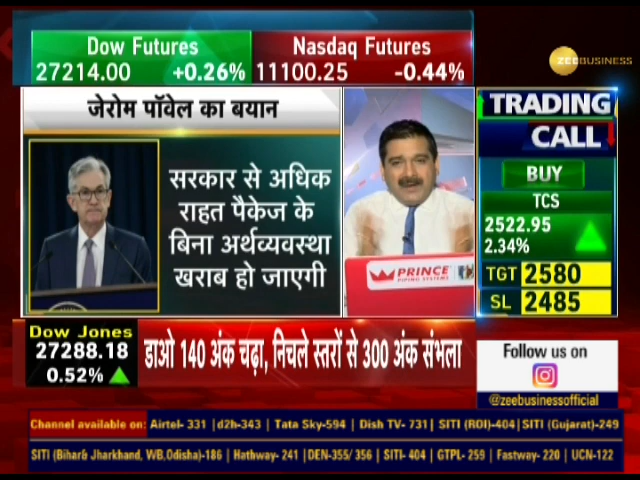 Dow Futures
27214.00 +0.26%
Nasdaq Futures
11100.25 -0.44%
ZEEBUSINESS
जेरोम पॉवेल का बयान
सरकार से अधिक
राहत पैकेज के
बिना अर्थव्यवस्था
खराब हो जाएगी
PRINCE
PIPING SYSTEMS
TRADING
CALL
BUY
TCS
2522.95
2.34%
TGT 2580
SL 2485
Dow Jones
27288.18
0.52%
डाओ 140 अंक चढ़ा, निचले स्तरों से 300 अंक संभला
Follow us on
@zeebusinessofficial
Channel available on: Airtel- 331 | d2h-343 | Tata Sky-594 | Dish TV- 731| SITI (ROI)-404| SITI (Gujarat)-249
SITI (Bihar& Jharkhand, WB,Odisha)-186 | Hathway- 241 |DEN-355/ 356 | SITI- 404 | GTPL- 259 | Fastway- 220 | UCN-122